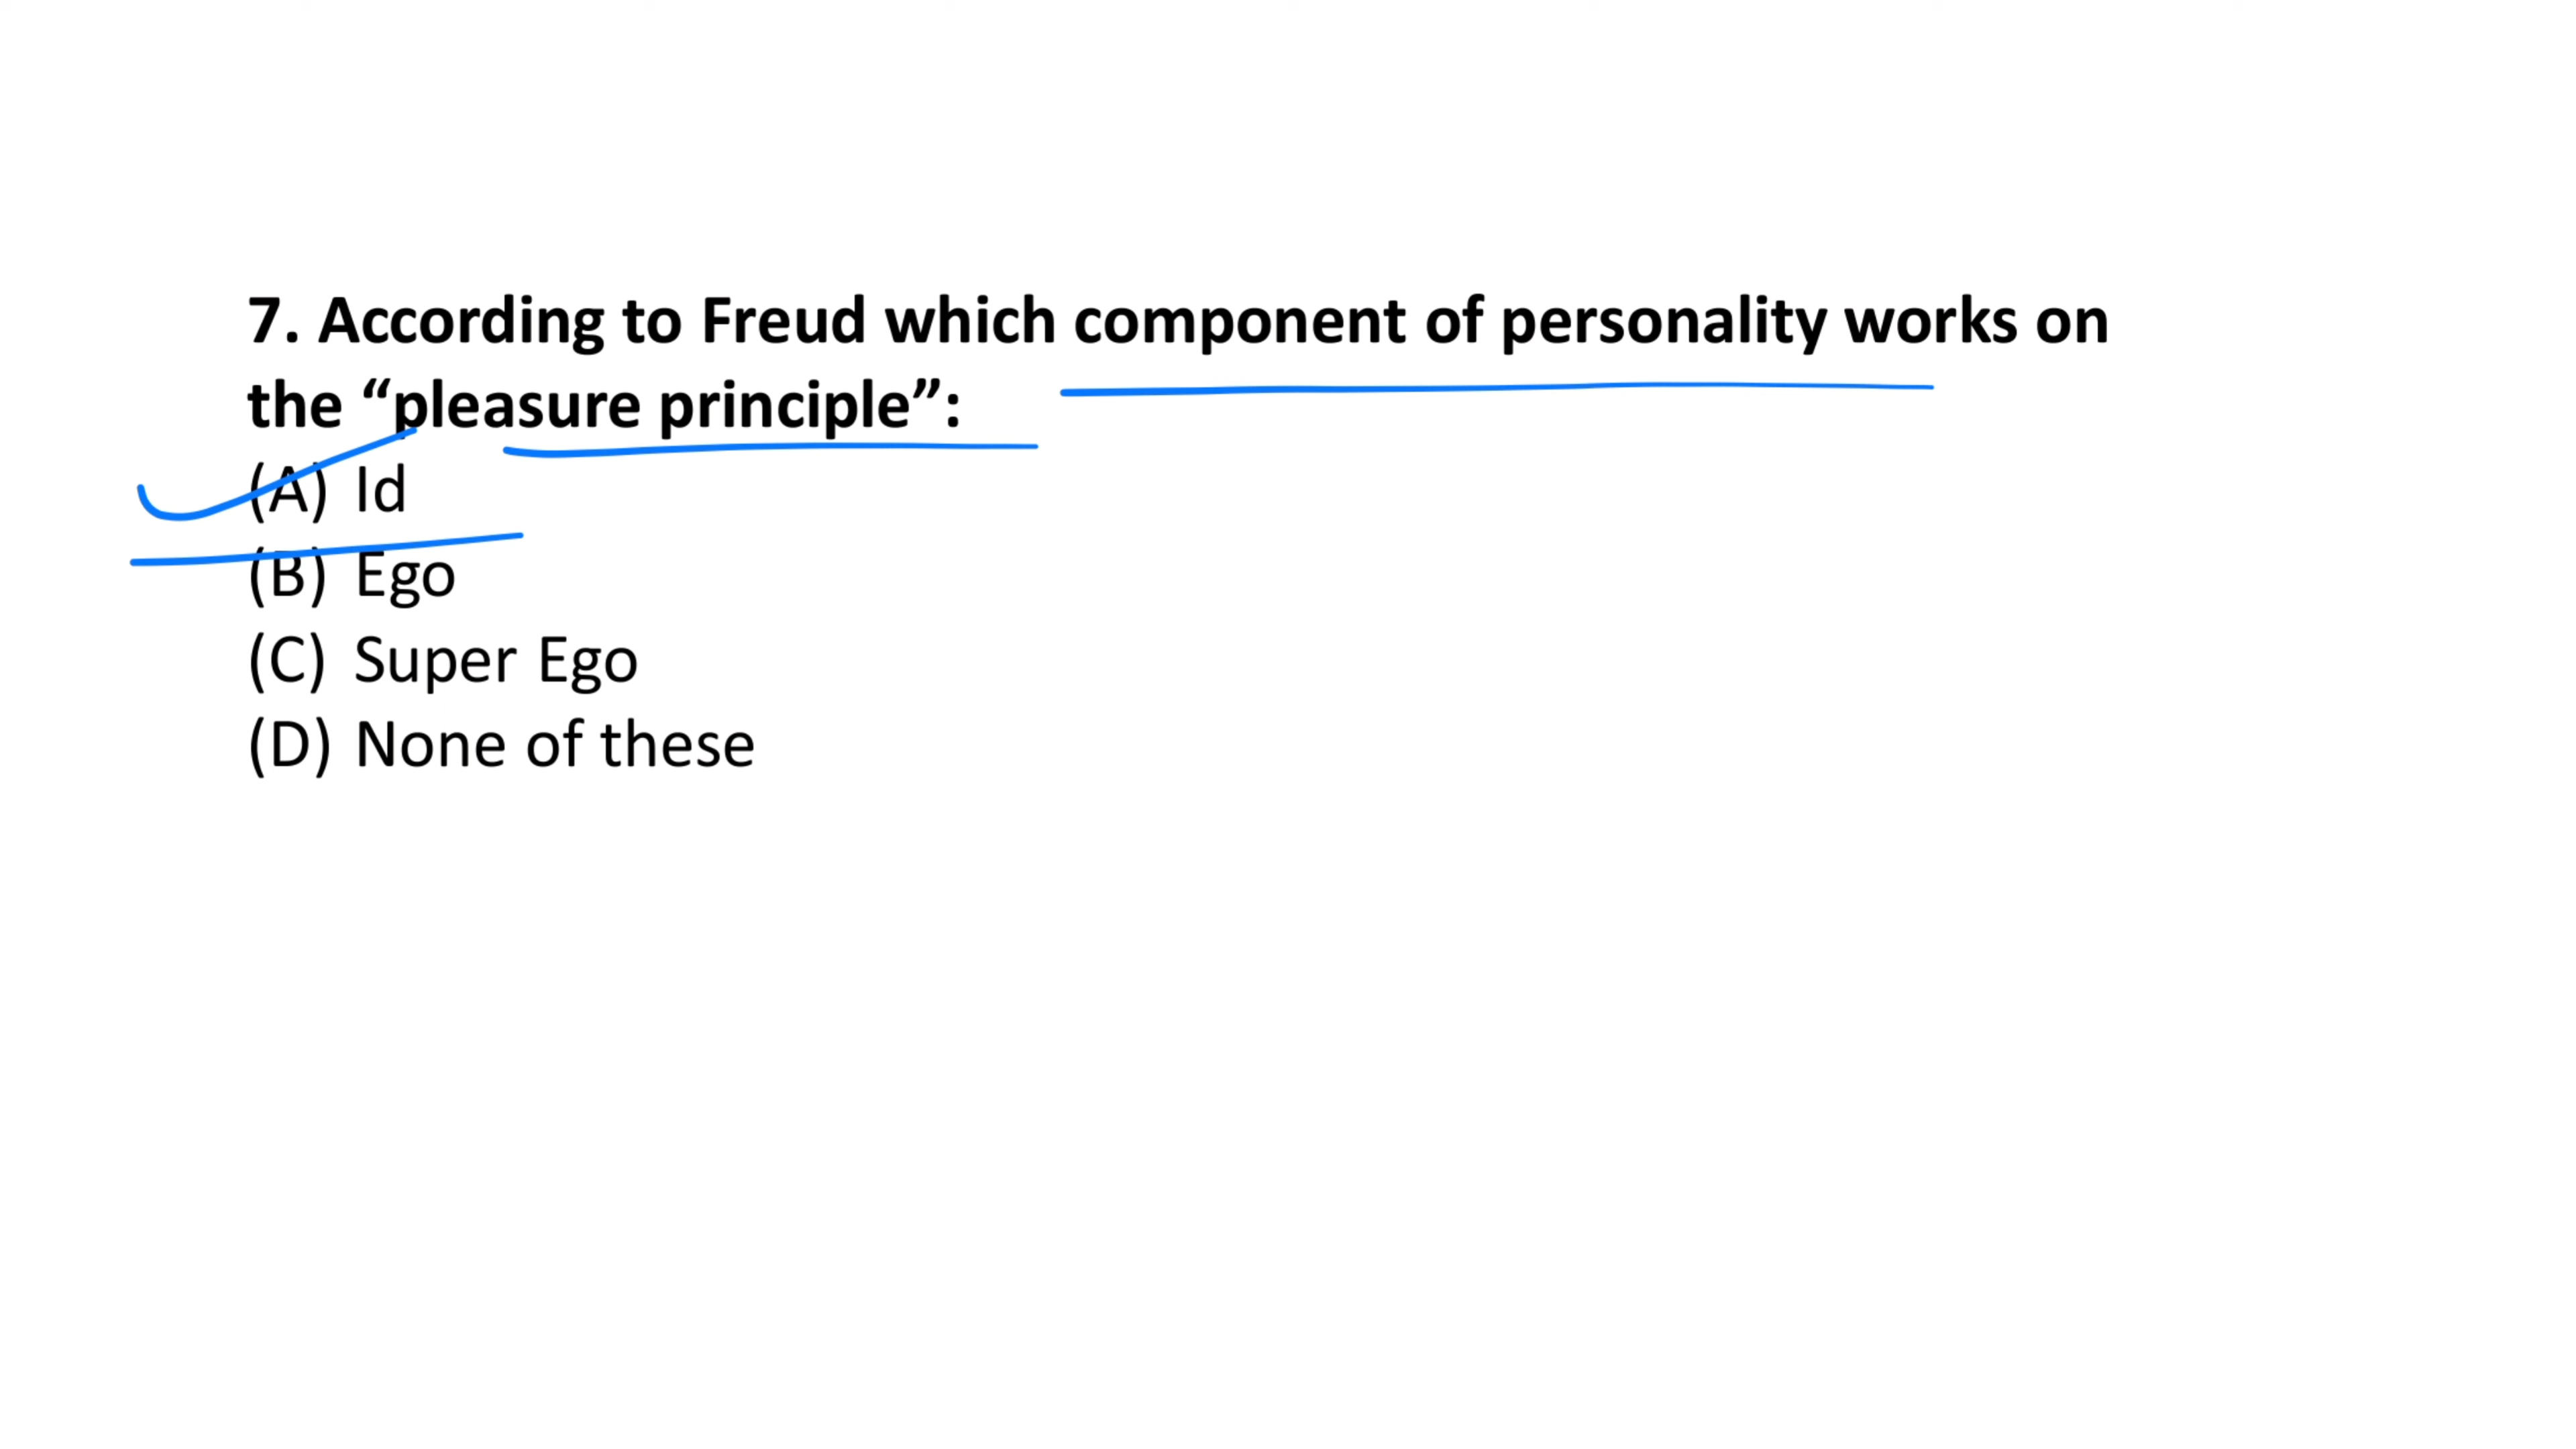 7. According to Freud which component of personality works on
the “pleasure principle”:
(A) Id
(B) Ego
(C) Super Ego
(D) None of these